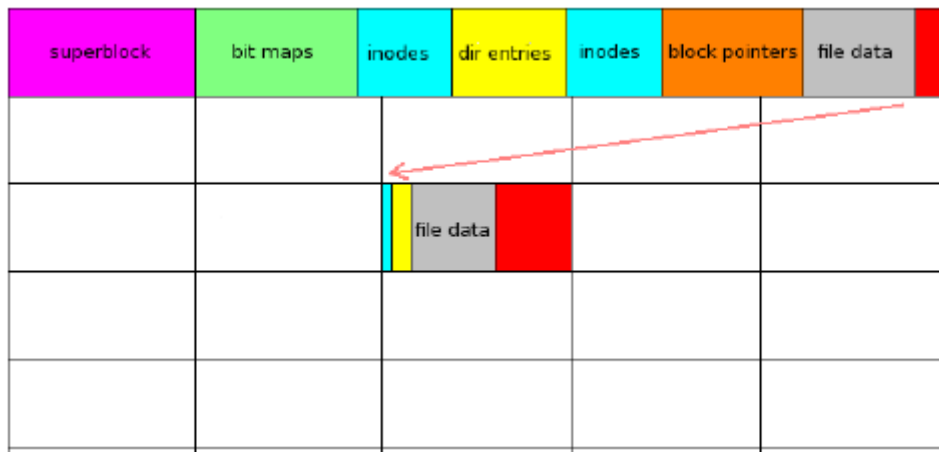 superblock
bit maps
inodes
dir entries
inodes
block pointers
file data
file data